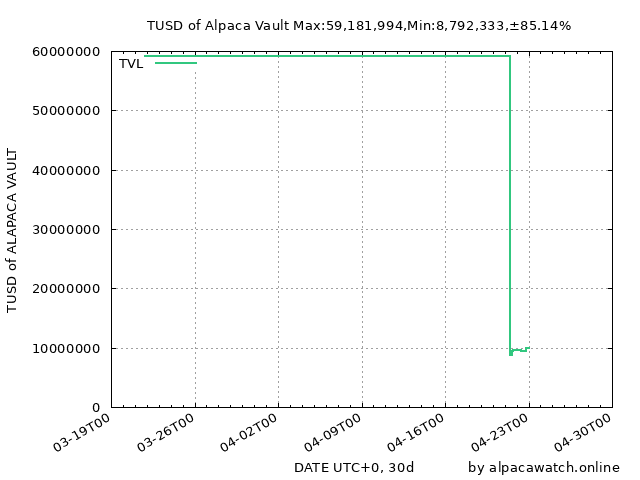 TUSD of Alpaca Vault Max:59,181,994,Min:8,792,333,±85.14%
60000000
TVL
50000000
40000000
30000000
20000000
10000000
0
TUSD of ALAPACA VAULT
03-19T00
03-26T00
04-02T00
04-09T00
04-16T00
04-23T00
04-30T00
DATE UTC+0, 30d
by alpacawatch.online